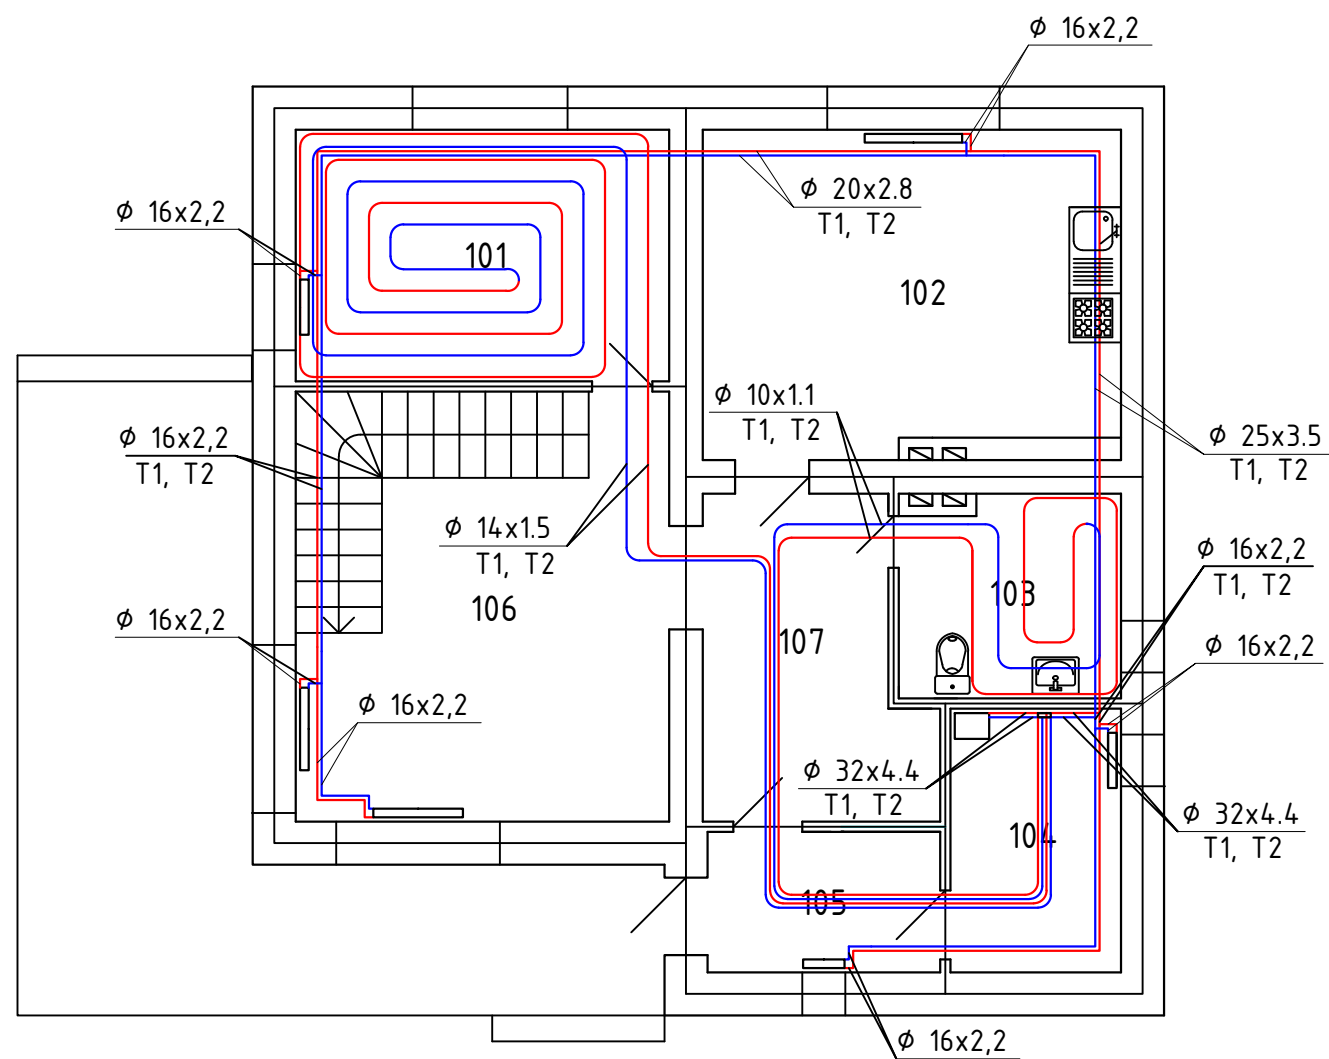 ϕ 16x2,2
ϕ 20x2.8
T1, T2
ϕ 16x2,2
101
102
ϕ 10x1.1
T1, T2
ϕ 16x2,2
T1, T2
ϕ 25x3.5
T1, T2
ϕ 14x1.5
T1, T2
ϕ 16x2,2
T1, T2
103
106
ϕ 16x2,2
107
ϕ 16x2,2
ϕ 16x2,2
ϕ 32x4.4
T1, T2
ϕ 32x4.4
T1, T2
104
105
ϕ 16x2,2